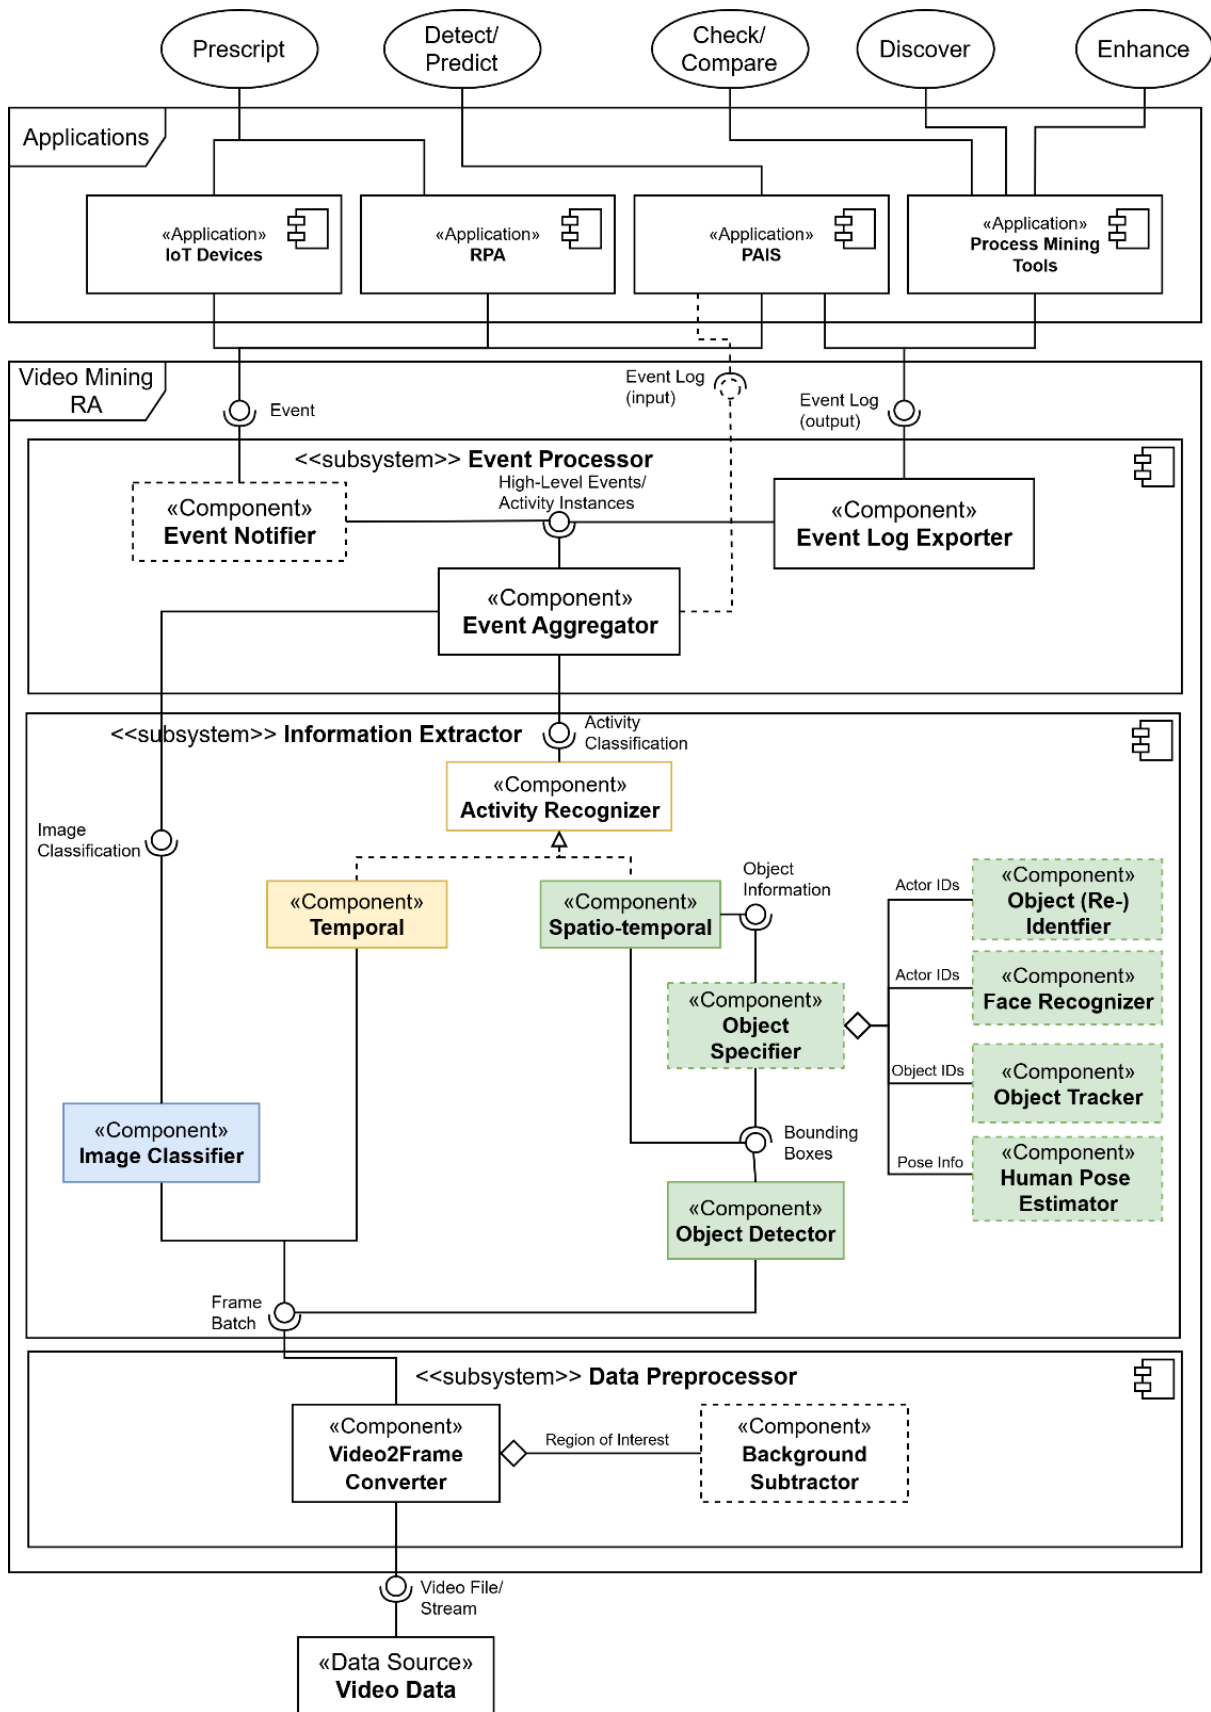 Prescript
Detect/
Predict
Check/
Compare
Discover
Enhance
Applications
«Application»
IoT Devices
«Application»
RPA
«Application»
PAIS
«Application»
Process Mining
Tools
Video Mining
RA
Event
Event Log
(input)
Event Log
(output)
<<subsystem>> Event Processor
«Component»
Event Notifier
High-Level Events/
Activity Instances
«Component»
Event Log Exporter
«Component»
Event Aggregator
<<subsystem>> Information Extractor
Activity
Classification
«Component»
Activity Recognizer
Image
Classification
«Component»
Temporal
«Component»
Spatio-temporal
Object
Information
Actor IDs
«Component»
Object (Re-)
Identfier
Actor IDs
«Component»
Face Recognizer
«Component»
Object
Specifier
Object IDs
«Component»
Object Tracker
«Component»
Image Classifier
Bounding
Boxes
Pose Info
«Component»
Human Pose
Estimator
«Component»
Object Detector
Frame
Batch
<<subsystem>> Data Preprocessor
«Component»
Video2Frame
Converter
Region of Interest
«Component»
Background
Subtractor
Video File/
Stream
«Data Source»
Video Data